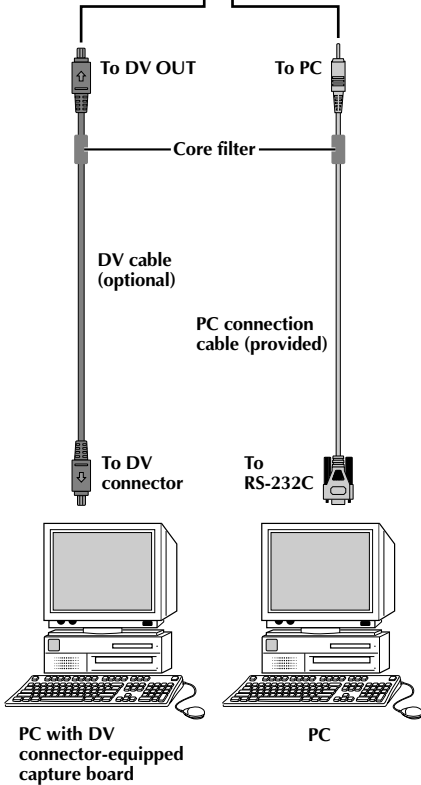 To DV OUT
To PC
Core filter
DV cable
(optional)
PC connection
cable (provided)
To DV
connector
To
RS-232C
PC with DV
connector-equipped
capture board
PC